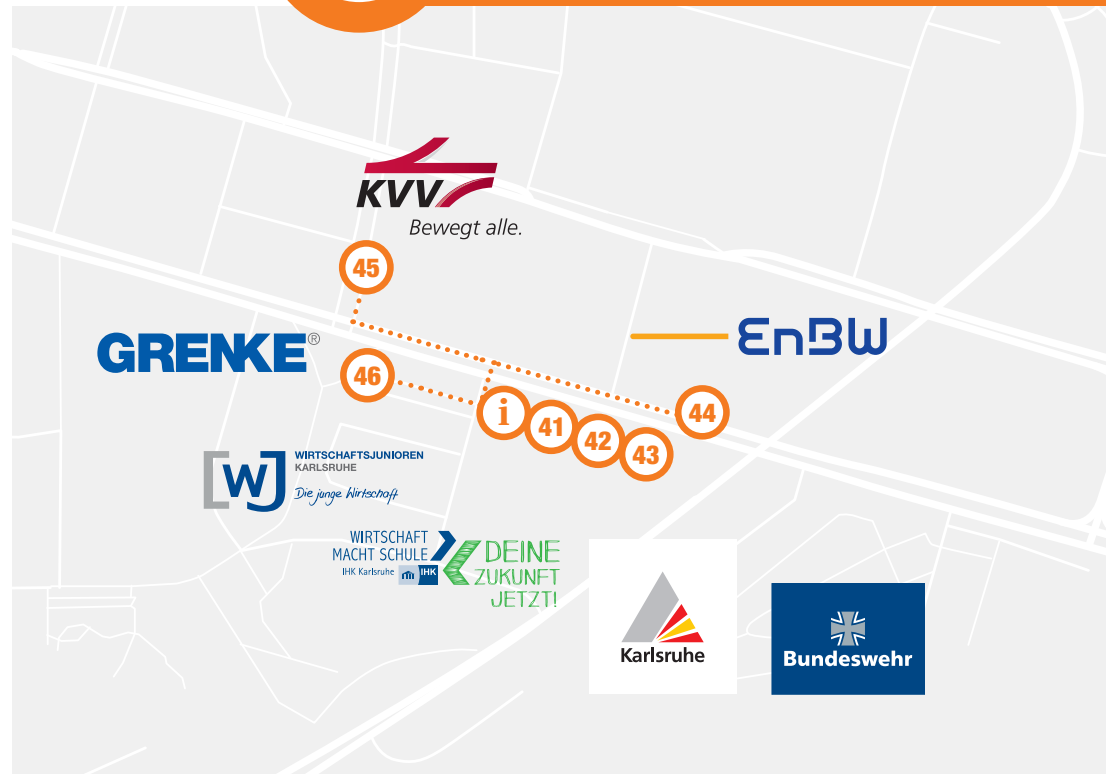 KVV
Bewegt alle.
45
GRENKE®
EnBW
46
i
41
42
43
44
WJ
WIRTSCHAFTSJUNIOREN
KARLSRUHE
Die junge Wirtschaft
WIRTSCHAFT
MACHT SCHULE
IHK Karlsruhe IHK
DEINE
ZUKUNFT
JETZT!
Karlsruhe
Bundeswehr